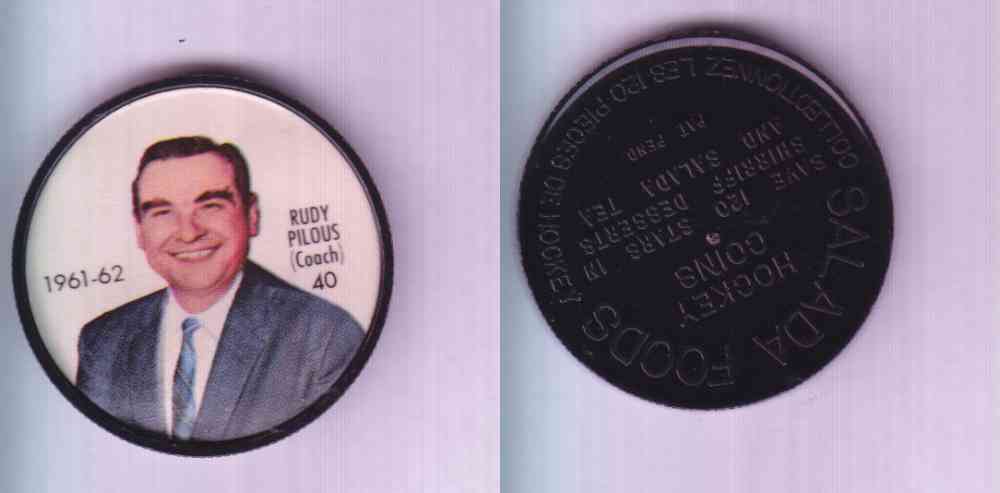 1961-62
RUDY
PILOUS
(Coach)
40
SALADA FOODS
HOCKEY
COINS
SAVE 120 STARS IN
SHIRRIFF DESSERTS
AND SALADA TEA
PAT PEND
COLLECTIONNEZ LES 120 PIECES DE HOCKEY